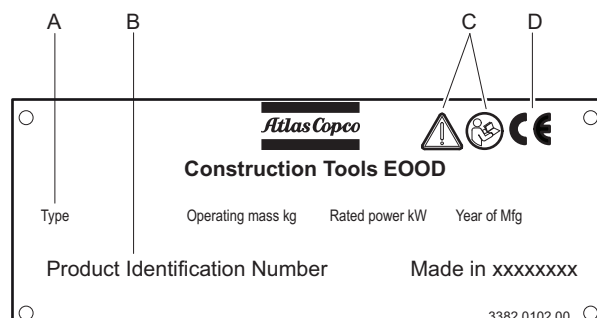 A B C D
Atlas Copco
CE
Construction Tools EOOD
Type Operating mass kg Rated power kW Year of Mfg
Product Identification Number Made in xxxxxxxx
3382 0102 00